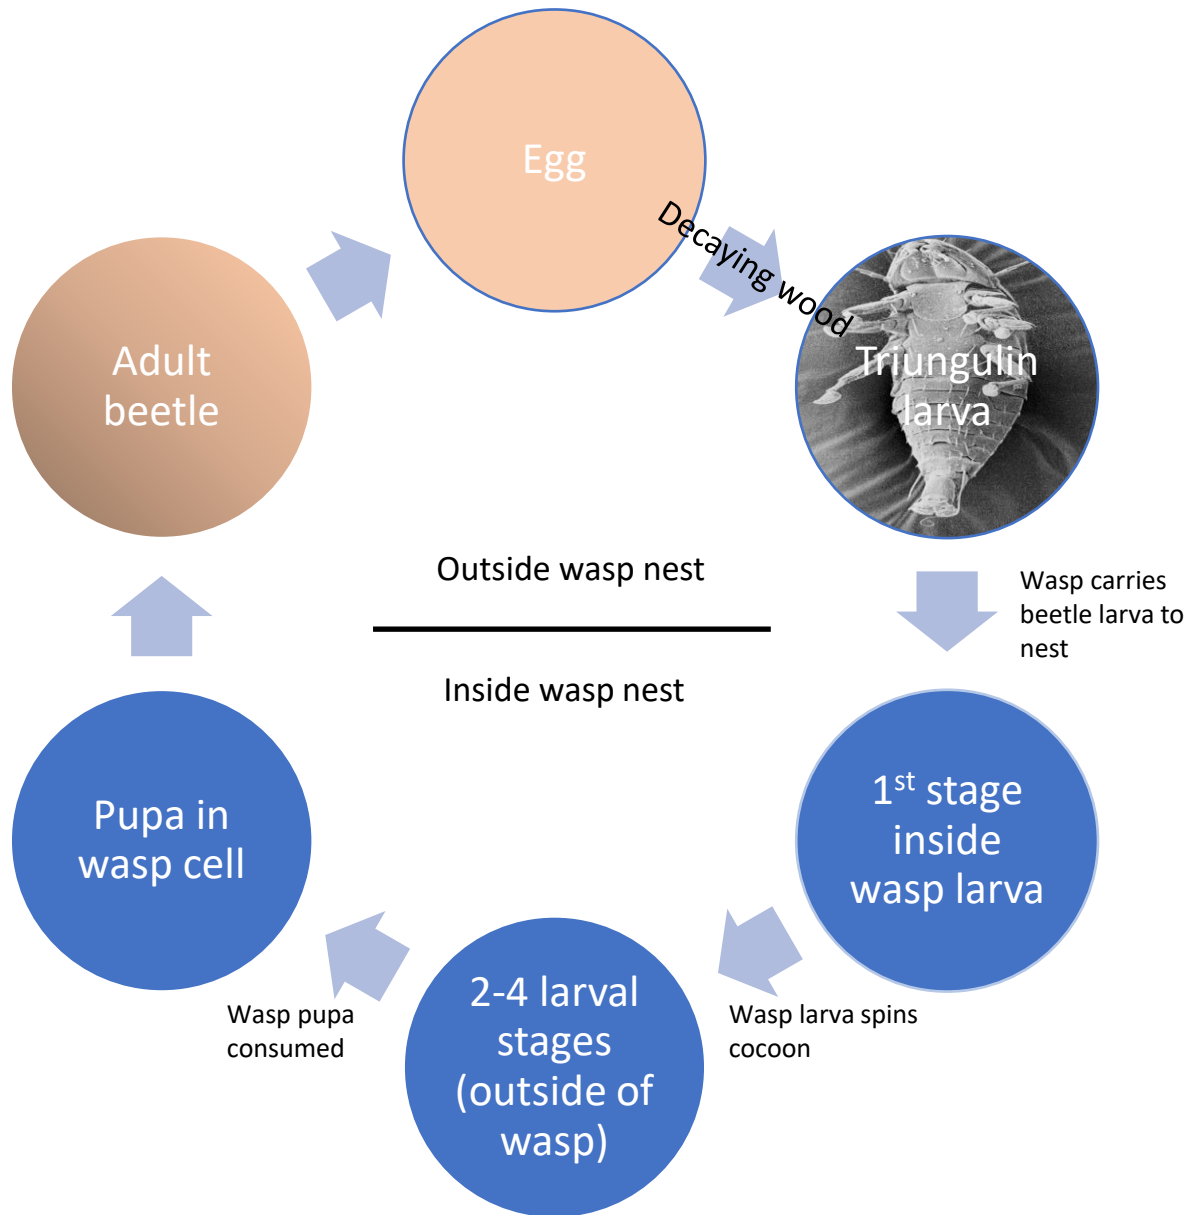 Egg
Decaying wood
Triungulin
larva
Wasp carries
beetle larva to
nest
1st stage
inside
wasp larva
Wasp larva spins
cocoon
2-4 larval
stages
(outside of
wasp)
Wasp pupa
consumed
Pupa in
wasp cell
Adult
beetle
Outside wasp nest
Inside wasp nest